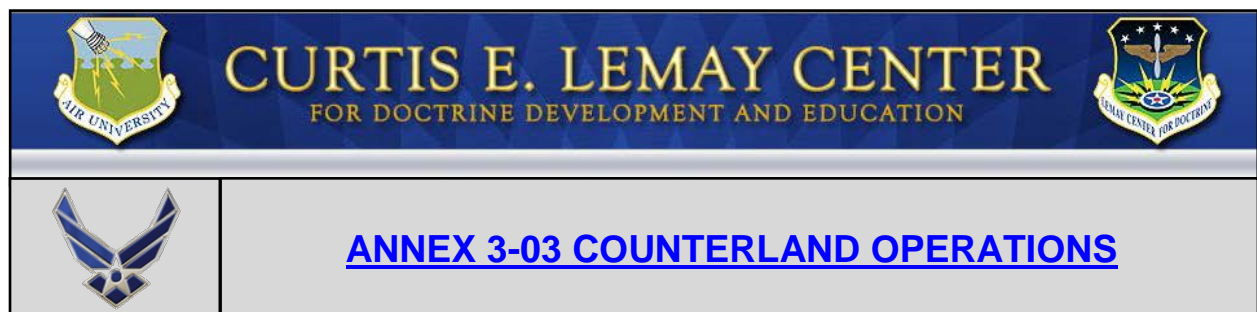 CURTIS E. LEMAY CENTER
FOR DOCTRINE DEVELOPMENT AND EDUCATION
AIR UNIVERSITY
LEMAY CENTER FOR DOCTRINE
ANNEX 3-03 COUNTERLAND OPERATIONS